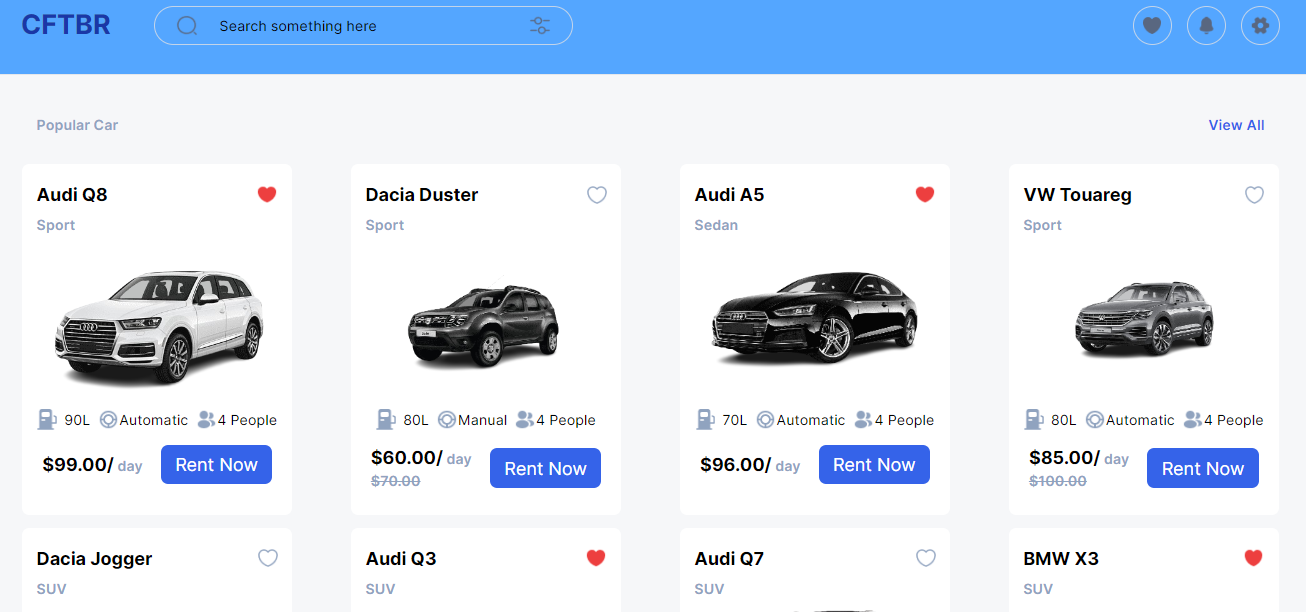 CFTBR
Search something here
Popular Car
View All
Audi Q8
Sport
90L Automatic 4 People
$99.00/ day
Rent Now
Dacia Duster
Sport
80L Manual 4 People
$60.00/ day
$70.00
Rent Now
Audi A5
Sedan
70L Automatic 4 People
$96.00/ day
Rent Now
VW Touareg
Sport
80L Automatic 4 People
$85.00/ day
$100.00
Rent Now
Dacia Jogger
SUV
Audi Q3
SUV
Audi Q7
SUV
BMW X3
SUV